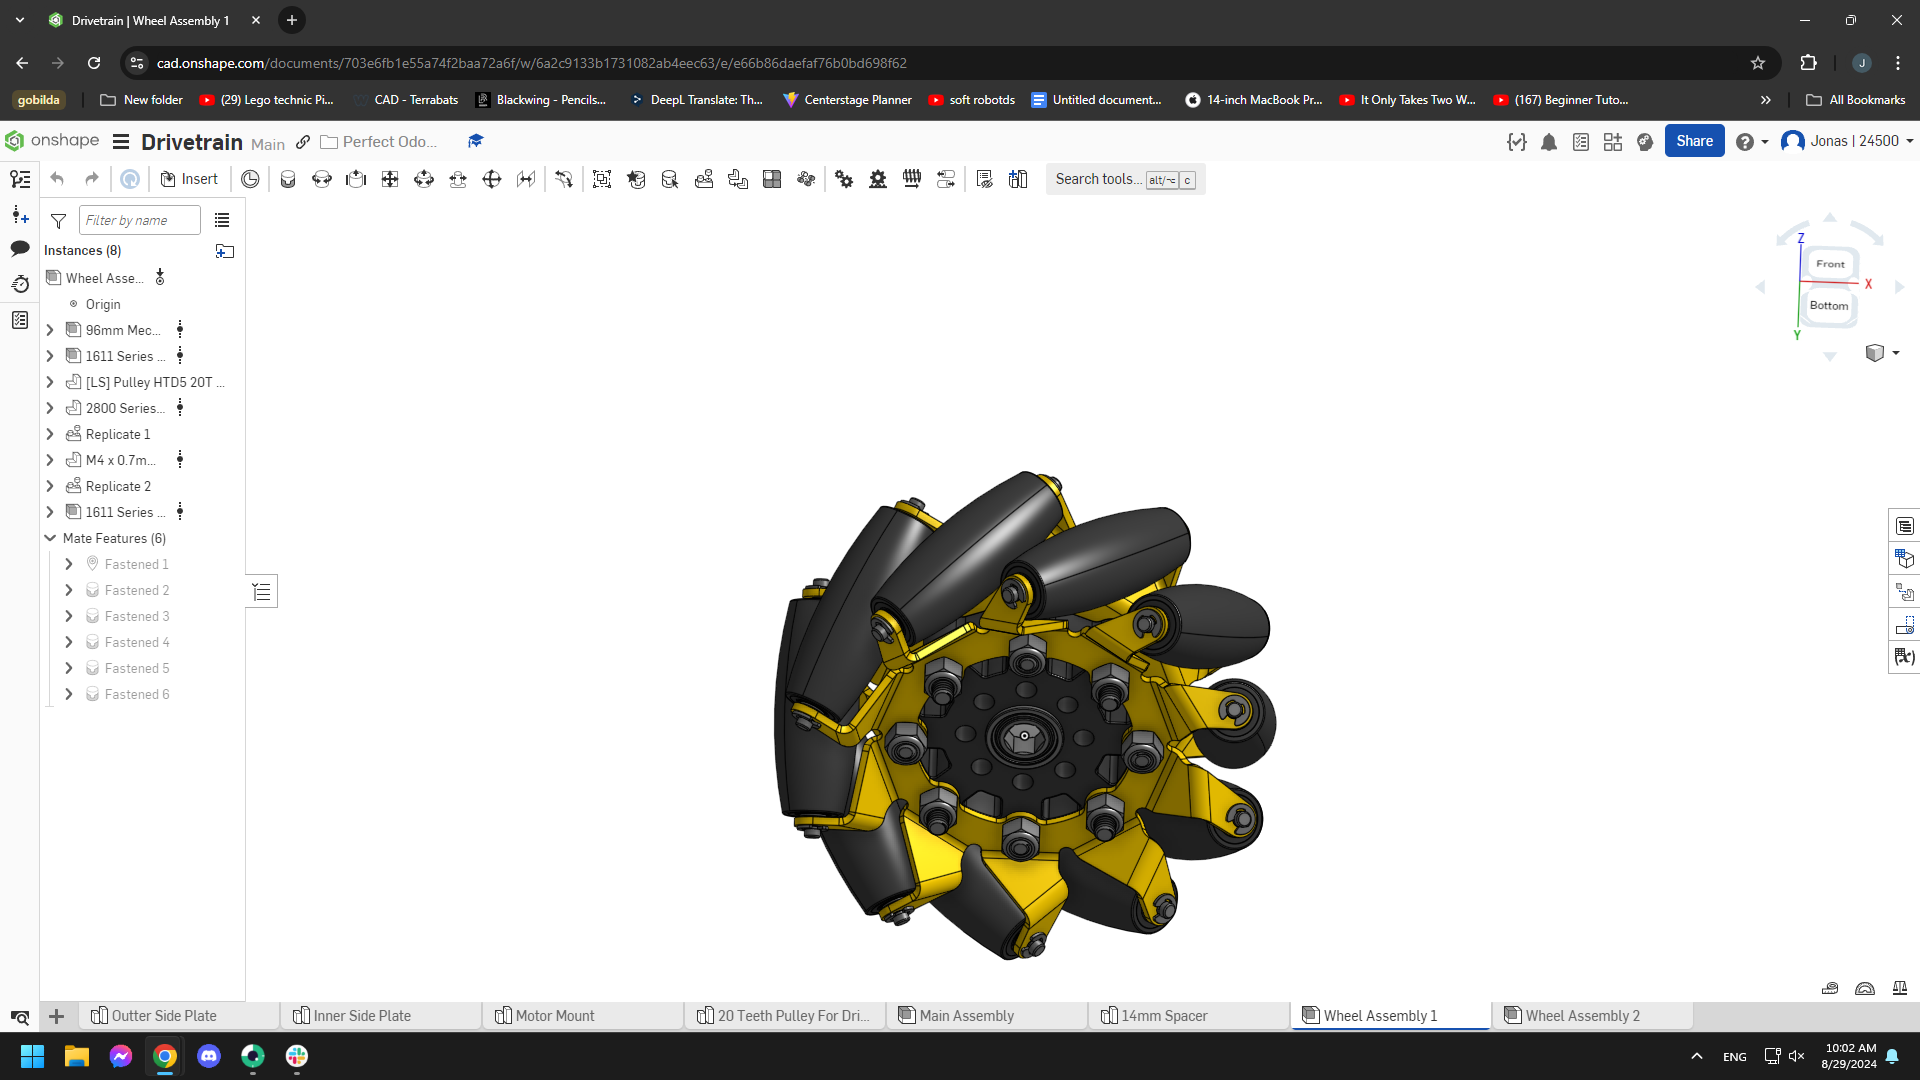 Drivetrain | Wheel Assembly 1
cad.onshape.com/documents/703e6fb1e55a74f2baa72a6f/w/6a2c9133b1731082ab4eec63/e/e66b86daefaf76b0bd698f62
J
gobilda
New folder
(29) Lego technic Pi...
CAD - Terrabats
Blackwing - Pencils...
DeepL Translate: Th...
Centerstage Planner
soft robotds
Untitled document...
14-inch MacBook Pr...
It Only Takes Two W...
(167) Beginner Tuto...
All Bookmarks
onshape
Drivetrain
Main
Perfect Odo...
Share
Jonas | 24500
Insert
Search tools... alt/⌥ c
Filter by name
Instances (8)
Wheel Asse...
Origin
96mm Mec...
1611 Series ...
[LS] Pulley HTD5 20T ...
2800 Series...
Replicate 1
M4 x 0.7m...
Replicate 2
1611 Series ...
Mate Features (6)
Fastened 1
Fastened 2
Fastened 3
Fastened 4
Fastened 5
Fastened 6
Z
Front
X
Bottom
Y
Outter Side Plate
Inner Side Plate
Motor Mount
20 Teeth Pulley For Dri...
Main Assembly
14mm Spacer
Wheel Assembly 1
Wheel Assembly 2
ENG
10:02 AM
8/29/2024